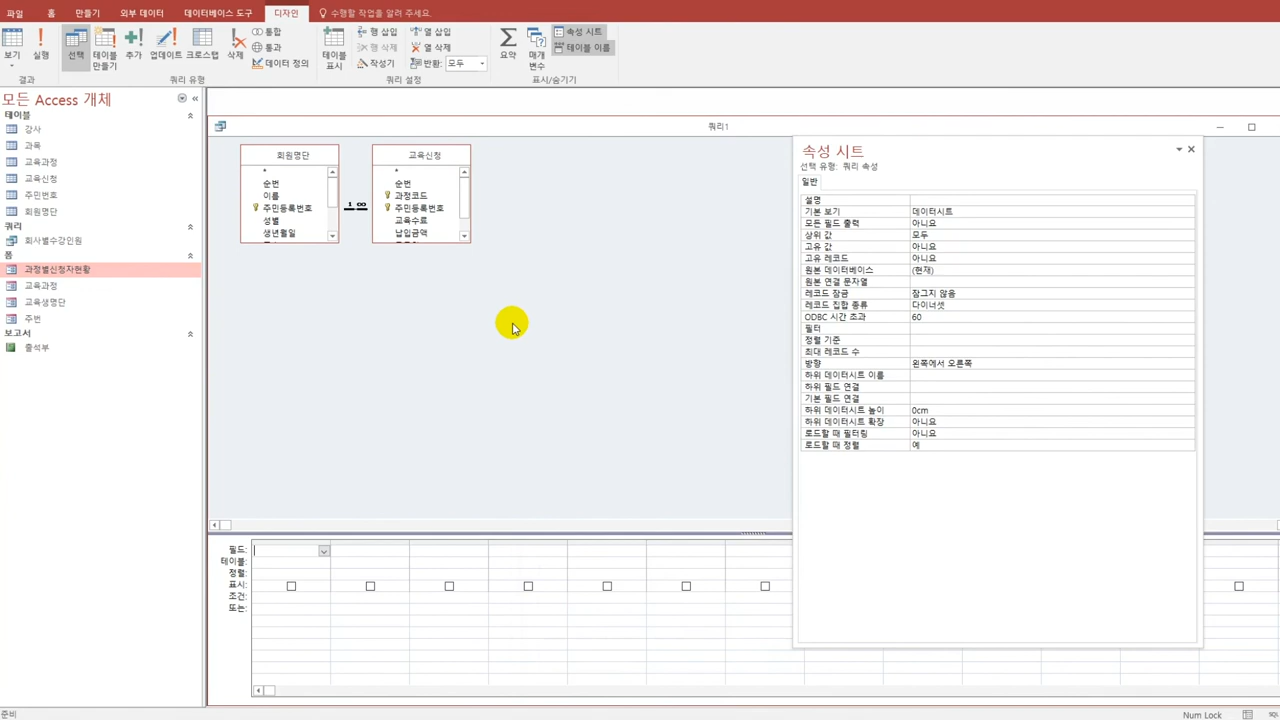 파일 홈 만들기 외부 데이터 데이터베이스 도구 디자인 수행할 작업을 알려 주세요.
보기 실행 선택 테이블 만들기 추가 업데이트 크로스탭 삭제 통합 통과 데이터 정의 테이블 표시 행 삽입 행 삭제 작성기 열 삽입 열 삭제 반환: 모두 요약 매개 변수 속성 시트 테이블 이름
결과 쿼리 유형 쿼리 설정 표시/숨기기
모든 Access 개체
테이블
강사
과목
교육과정
교육신청
주민번호
회원명단
쿼리
회사별수강인원
폼
과정별신청자현황
교육과정
교육생명단
주번
보고서
출석부
쿼리1
회원명단
*
순번
이름
주민등록번호
성별
생년월일
1 ∞
교육신청
*
순번
과정코드
주민등록번호
교육수료
납입금액
속성 시트
선택 유형: 쿼리 속성
일반
설명
기본 보기 데이터시트
모든 필드 출력 아니요
상위 값 모두
고유 값 아니요
고유 레코드 아니요
원본 데이터베이스 (현재)
원본 연결 문자열
레코드 잠금 잠그지 않음
레코드 집합 종류 다이너셋
ODBC 시간 초과 60
필터
정렬 기준
최대 레코드 수
방향 왼쪽에서 오른쪽
하위 데이터시트 이름
하위 필드 연결
기본 필드 연결
하위 데이터시트 높이 0cm
하위 데이터시트 확장 아니요
로드할 때 필터링 아니요
로드할 때 정렬 예
필드:
테이블:
정렬:
표시:
조건:
또는:
준비 Num Lock